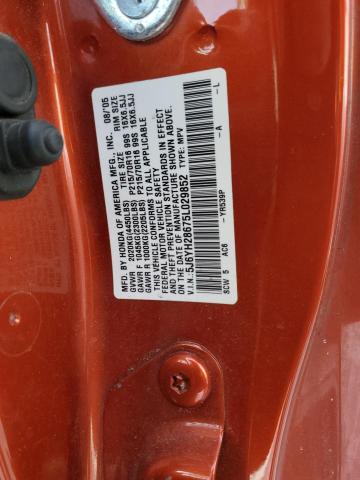 MFD. BY HONDA OF AMERICA MFG., INC. 08/'05
TIRE SIZE RIM SIZE
GVWR 2020KG(4450LBS) P215/70R16 99S 16X6.5JJ
GAWR F 1045KG(2300LBS) P215/70R16 99S 16X6.5JJ
GAWR R 1000KG(2205LBS)
THIS VEHICLE CONFORMS TO ALL APPLICABLE
FEDERAL MOTOR VEHICLE SAFETY, BUMPER,
AND THEFT PREVENTION STANDARDS IN EFFECT
ON THE DATE OF MANUFACTURE SHOWN ABOVE.
V.I.N.: 5J6YH28675L029852 TYPE: MPV
-YR539P -A -L
SCW 5 AC6